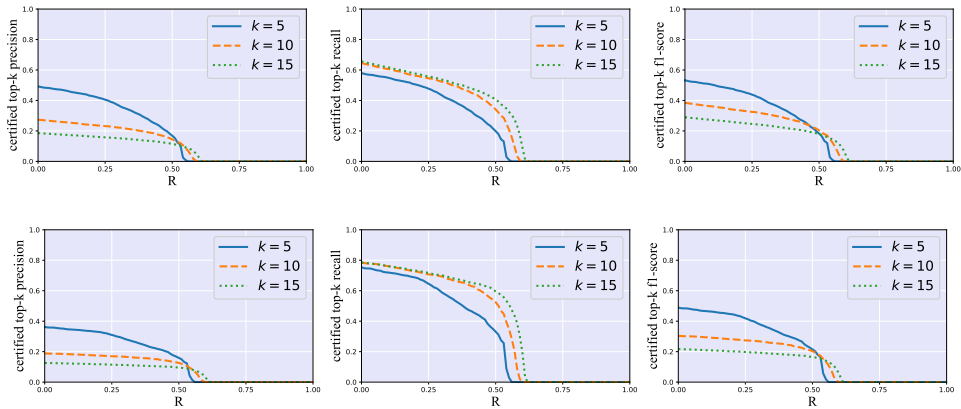 certified top-k precision
1.0
0.8
0.6
0.4
0.2
0.0
0.00 0.25 0.50 0.75 1.00
R
k = 5
k = 10
k = 15
certified top-k recall
1.0
0.8
0.6
0.4
0.2
0.0
0.00 0.25 0.50 0.75 1.00
R
k = 5
k = 10
k = 15
certified top-k f1-score
1.0
0.8
0.6
0.4
0.2
0.0
0.00 0.25 0.50 0.75 1.00
R
k = 5
k = 10
k = 15
certified top-k precision
1.0
0.8
0.6
0.4
0.2
0.0
0.00 0.25 0.50 0.75 1.00
R
k = 5
k = 10
k = 15
certified top-k recall
1.0
0.8
0.6
0.4
0.2
0.0
0.00 0.25 0.50 0.75 1.00
R
k = 5
k = 10
k = 15
certified top-k f1-score
1.0
0.8
0.6
0.4
0.2
0.0
0.00 0.25 0.50 0.75 1.00
R
k = 5
k = 10
k = 15